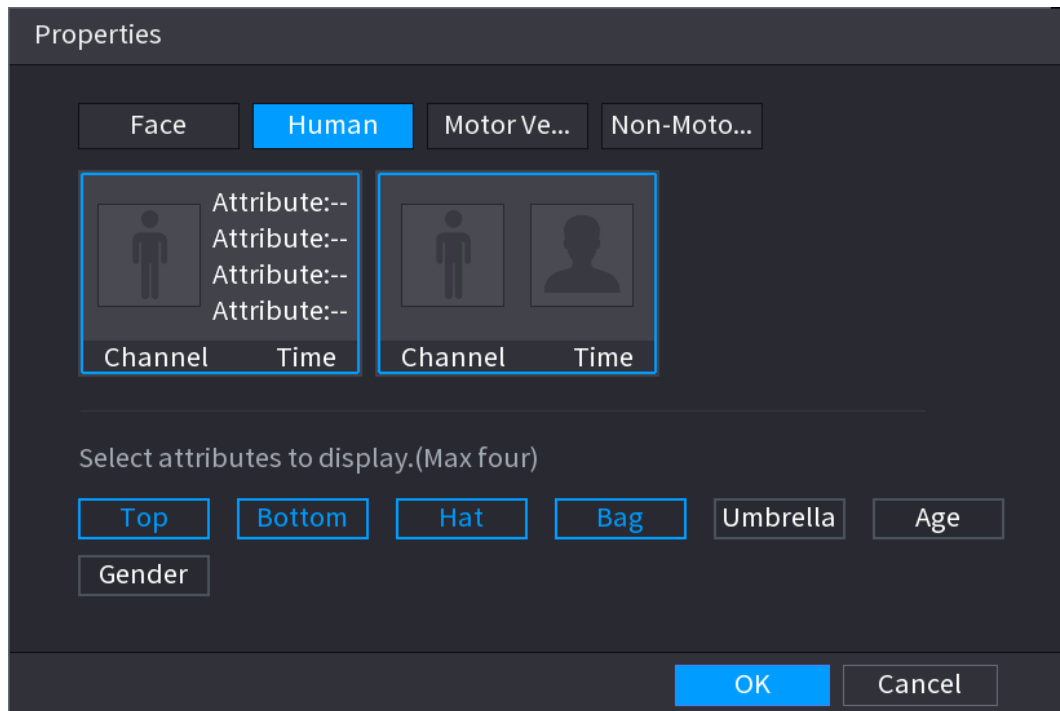 Properties
Face Human Motor Ve... Non-Moto...
Attribute:--
Attribute:--
Attribute:--
Attribute:--
Channel Time Channel Time
Select attributes to display.(Max four)
Top Bottom Hat Bag Umbrella Age
Gender
OK Cancel